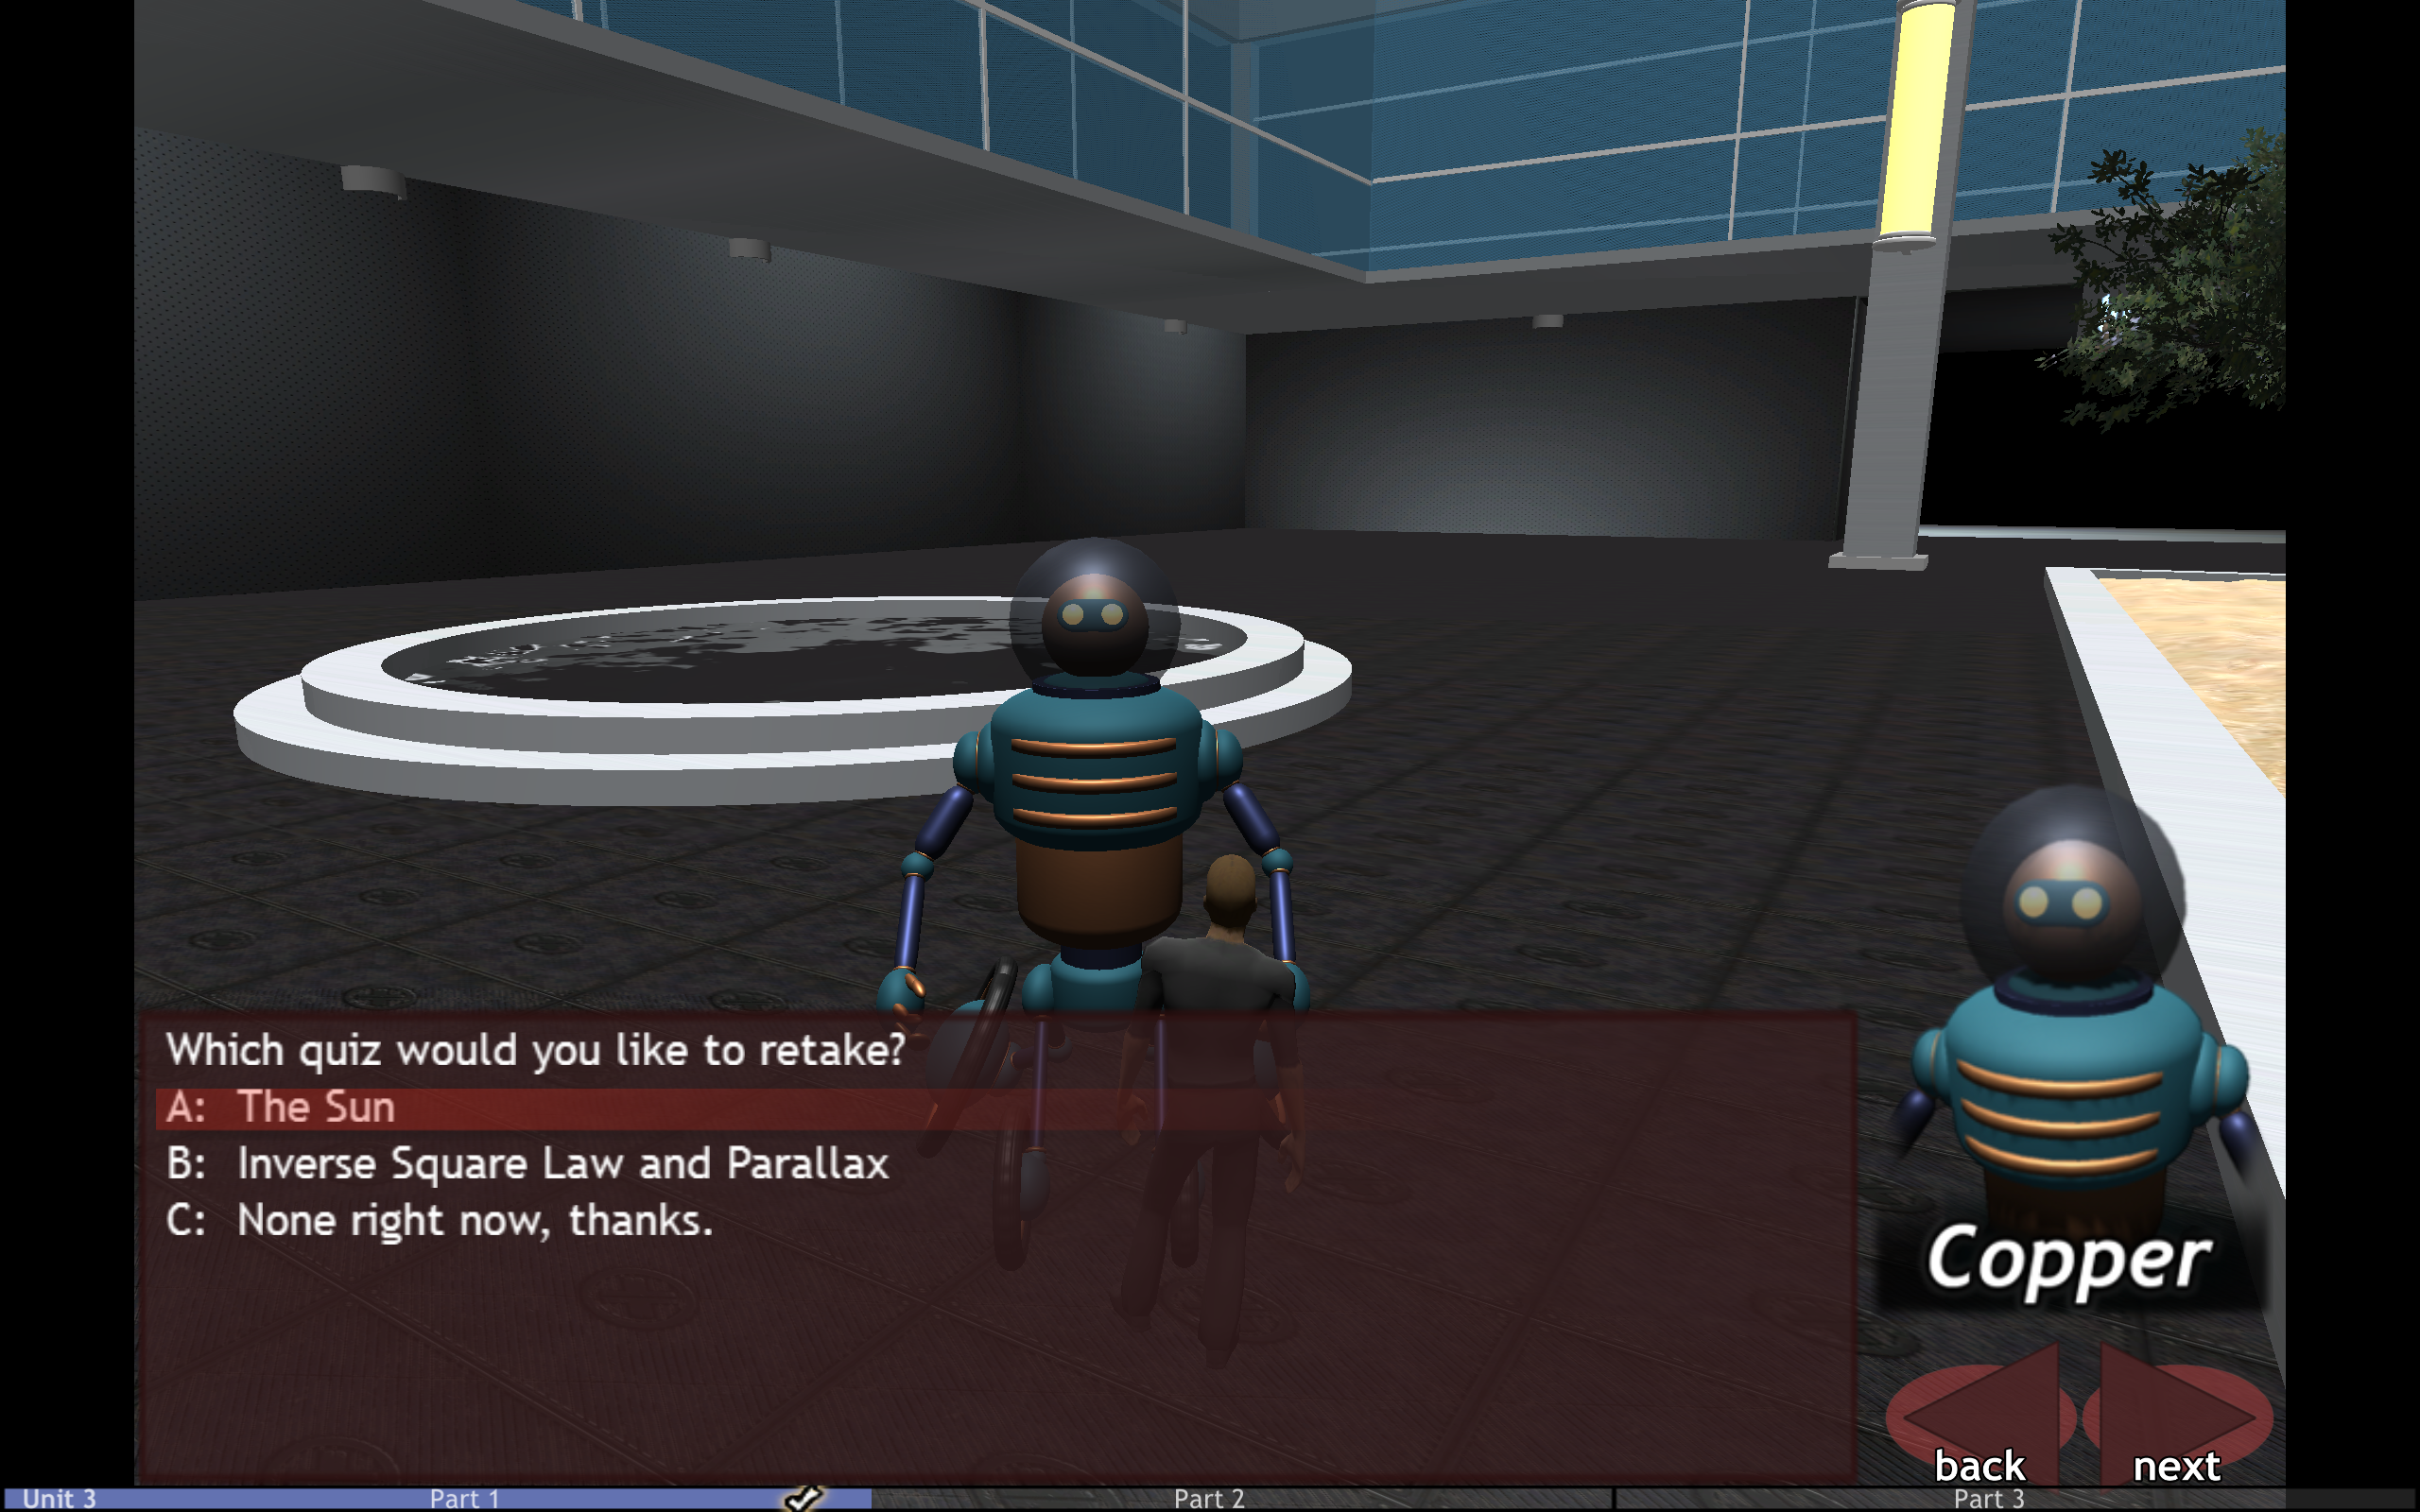 Which quiz would you like to retake?
A: The Sun
B: Inverse Square Law and Parallax
C: None right now, thanks.
Copper
back next
Unit 3 Part 1 Part 2 Part 3